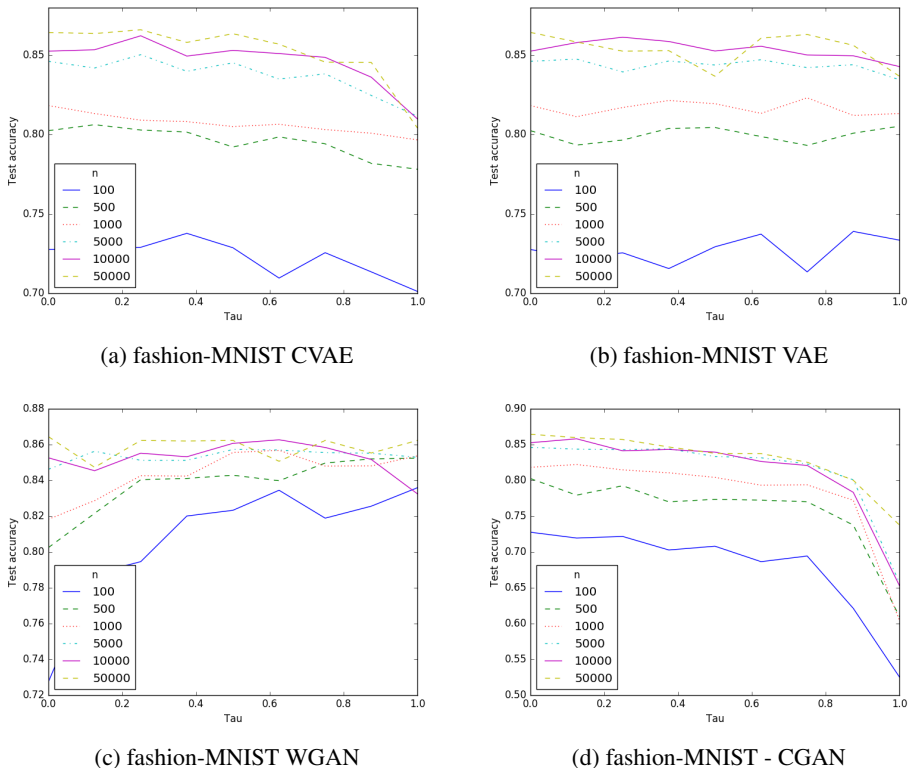 0.85
0.80
0.75
0.70
Test accuracy
n
100
500
1000
5000
10000
50000
0.0 0.2 0.4 0.6 0.8 1.0
Tau
(a) fashion-MNIST CVAE
0.85
0.80
0.75
0.70
Test accuracy
n
100
500
1000
5000
10000
50000
0.0 0.2 0.4 0.6 0.8 1.0
Tau
(b) fashion-MNIST VAE
0.88
0.86
0.84
0.82
0.80
0.78
0.76
0.74
0.72
Test accuracy
n
100
500
1000
5000
10000
50000
0.0 0.2 0.4 0.6 0.8 1.0
Tau
(c) fashion-MNIST WGAN
0.90
0.85
0.80
0.75
0.70
0.65
0.60
0.55
0.50
Test accuracy
n
100
500
1000
5000
10000
50000
0.0 0.2 0.4 0.6 0.8 1.0
Tau
(d) fashion-MNIST - CGAN